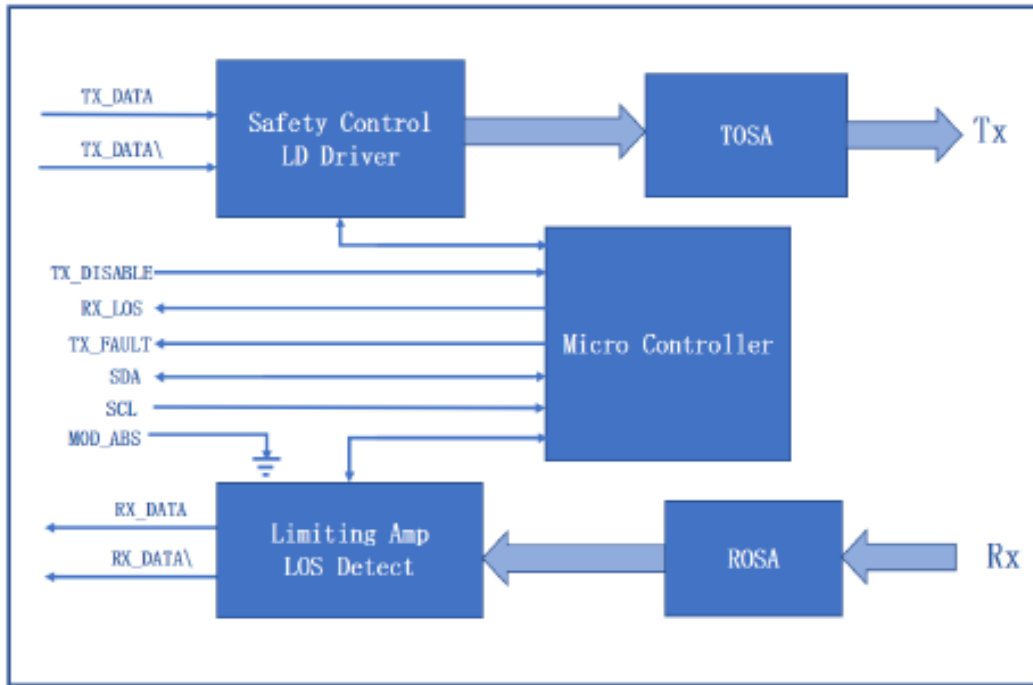 TX_DATA
TX_DATA\
Safety Control
LD Driver
TOSA
Tx
TX_DISABLE
RX_LOS
TX_FAULT
SDA
SCL
MOD_ABS
Micro Controller
RX_DATA
RX_DATA\
Limiting Amp
LOS Detect
ROSA
Rx